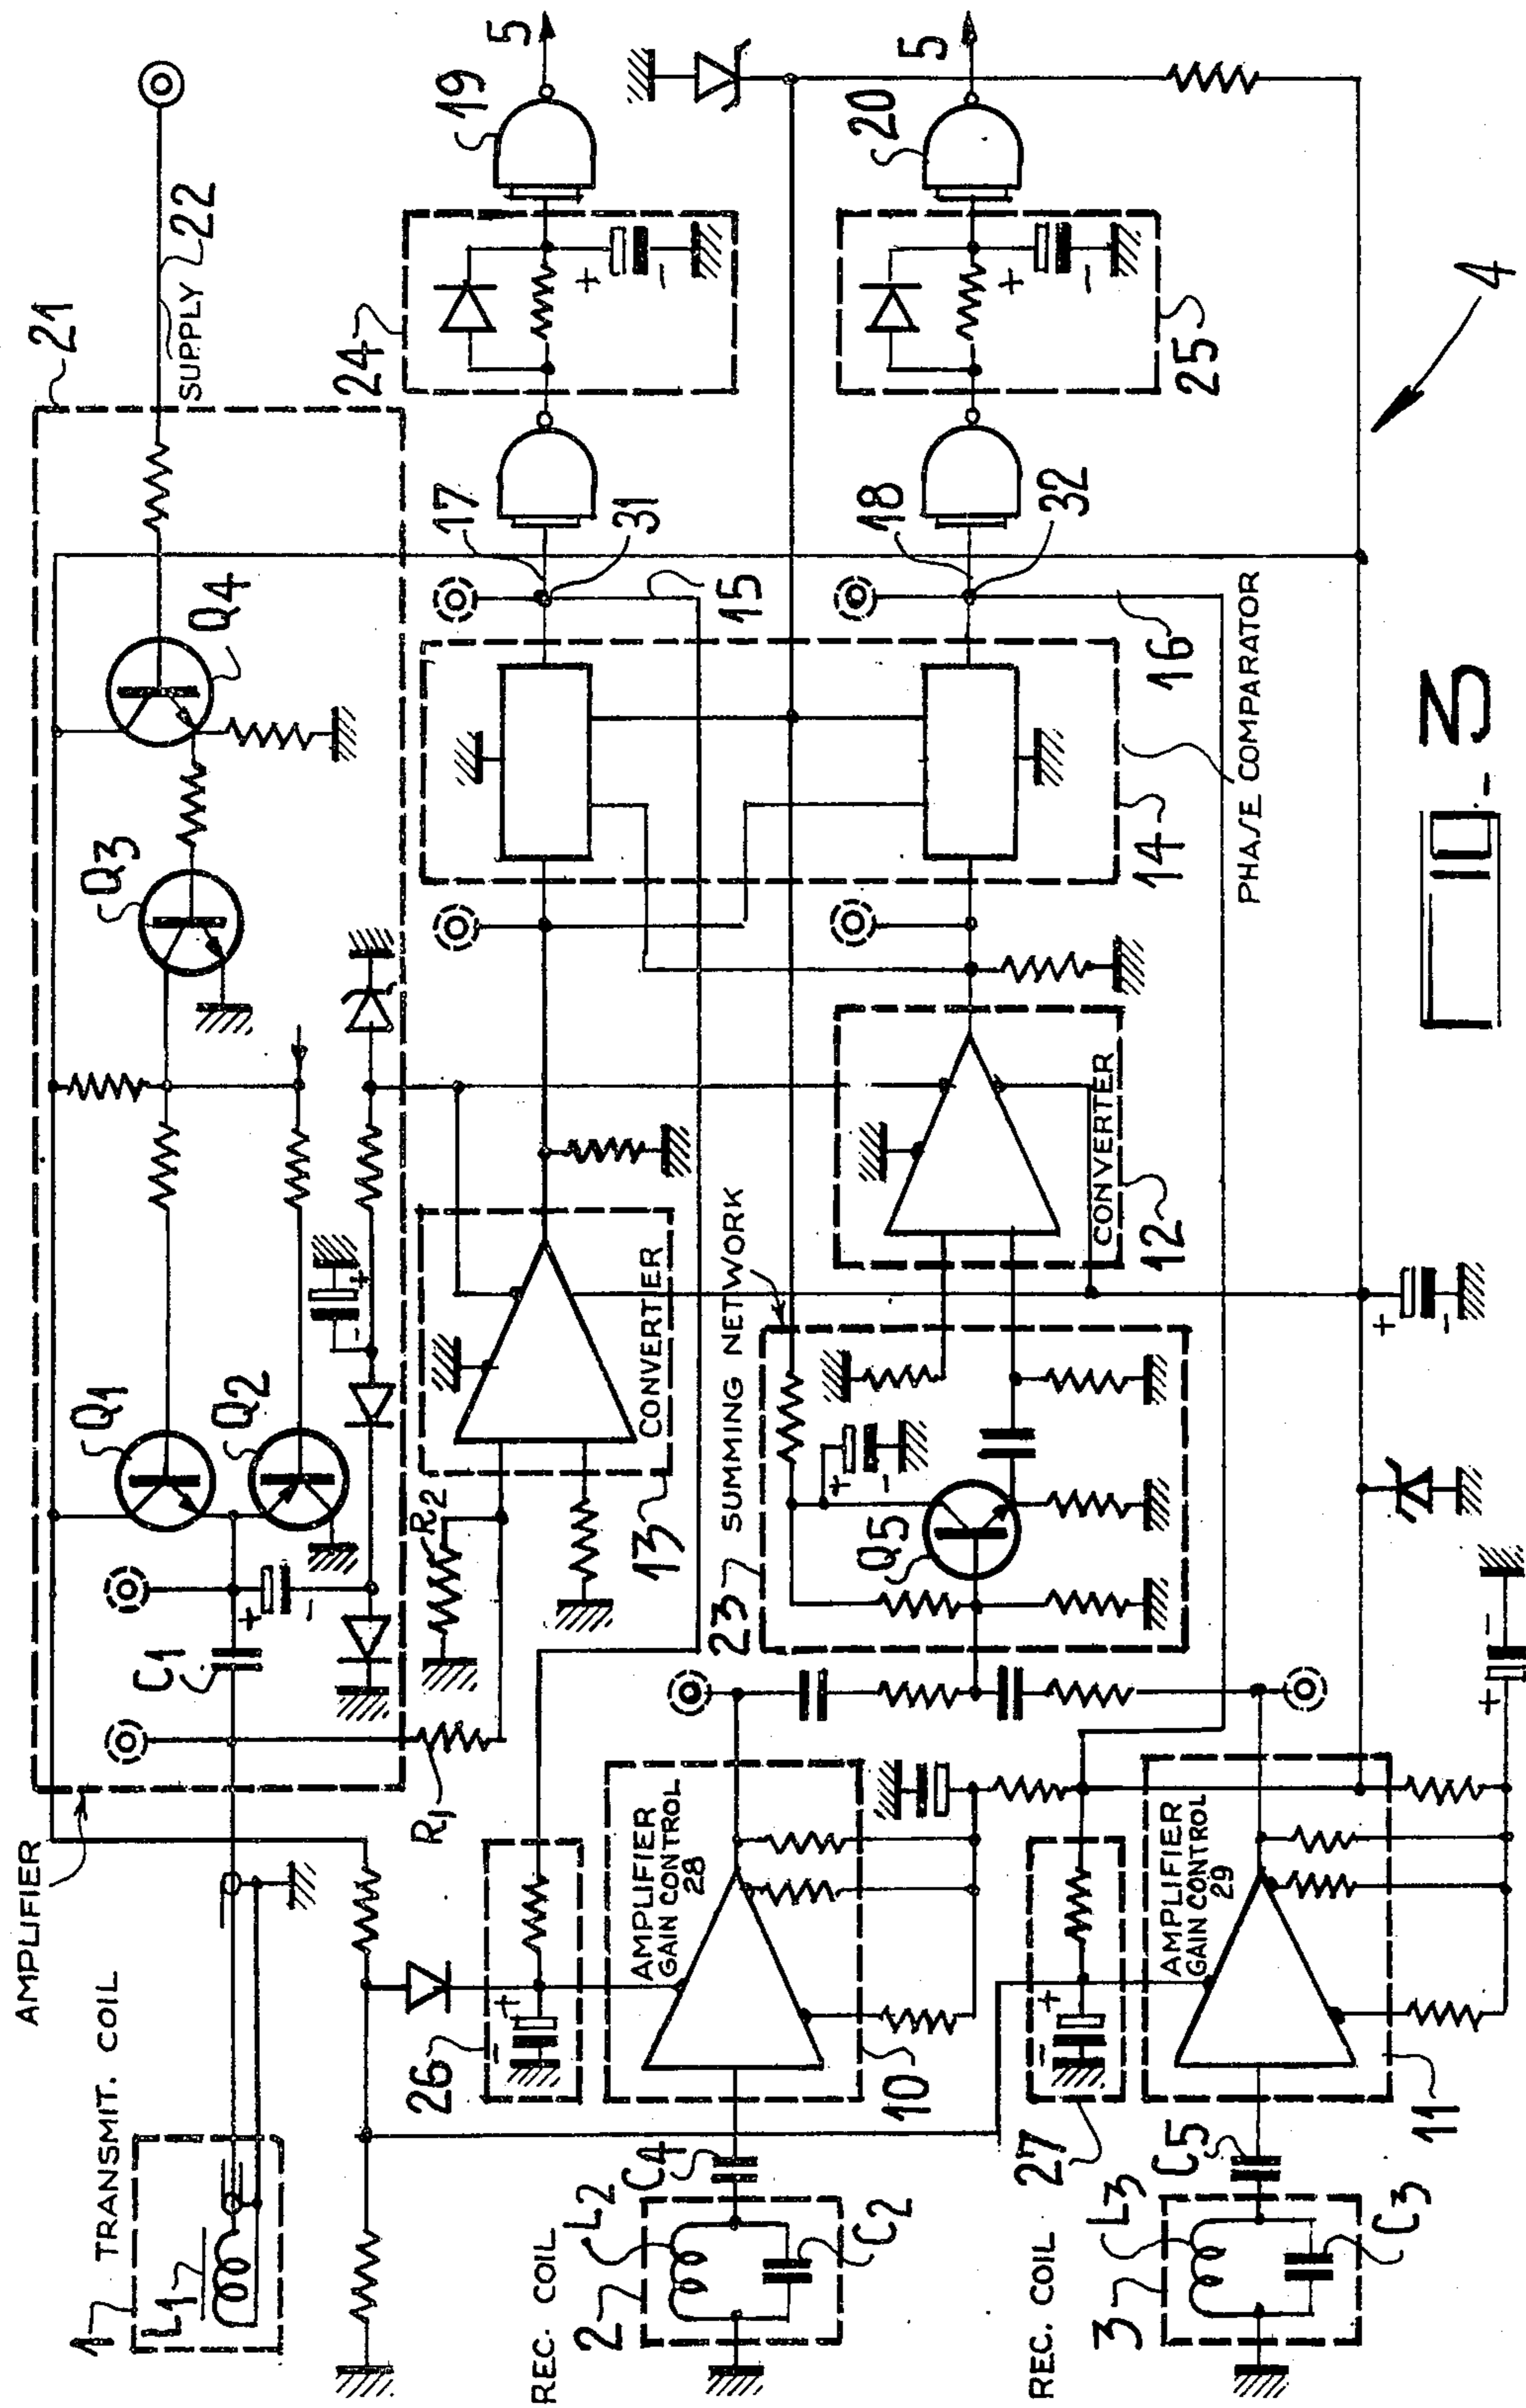 AMPLIFIER
21
SUPPLY
22
1
TRANSMIT. COIL
L1
C1
Q1
Q2
Q3
Q4
R1
R2
24
19
5
17
31
15
CONVERTIER
13
26
AMPLIFIER
GAIN CONTROL
28
10
REC. COIL
2
L2
C4
C2
23
SUMMING NETWORK
Q5
CONVERTER
12
14
PHASE COMPARATOR
16
18
32
20
5
25
4
27
AMPLIFIER
GAIN CONTROL
29
11
REC. COIL
3
L3
C5
C3
+
-
+
-
+
-
+
-
+
-
+
-
+
-
+
-
+
-